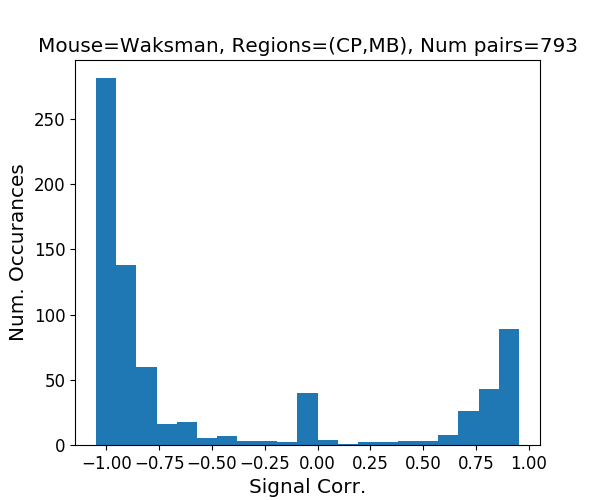 Mouse=Waksman, Regions=(CP,MB), Num pairs=793
250
200
150
100
50
0
Num. Occurances
−1.00 −0.75 −0.50 −0.25 0.00 0.25 0.50 0.75 1.00
Signal Corr.